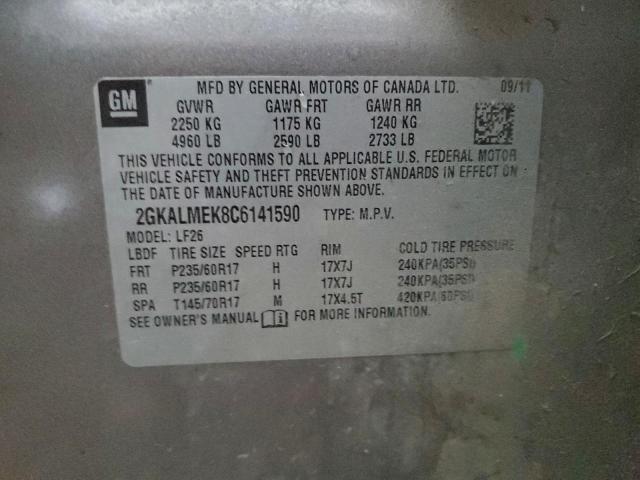 GM
MFD BY GENERAL MOTORS OF CANADA LTD. 09/11
GVWR GAWR FRT GAWR RR
2250 KG 1175 KG 1240 KG
4960 LB 2590 LB 2733 LB
THIS VEHICLE CONFORMS TO ALL APPLICABLE U.S. FEDERAL MOTOR
VEHICLE SAFETY AND THEFT PREVENTION STANDARDS IN EFFECT ON
THE DATE OF MANUFACTURE SHOWN ABOVE.
2GKALMEK8C6141590 TYPE: M.P.V.
MODEL: LF26
LBDF TIRE SIZE SPEED RTG RIM COLD TIRE PRESSURE
FRT P235/60R17 H 17X7J 240KPA(35PSI)
RR P235/60R17 H 17X7J 240KPA(35PSI)
SPA T145/70R17 M 17X4.5T 420KPA(60PSI)
SEE OWNER'S MANUAL FOR MORE INFORMATION.